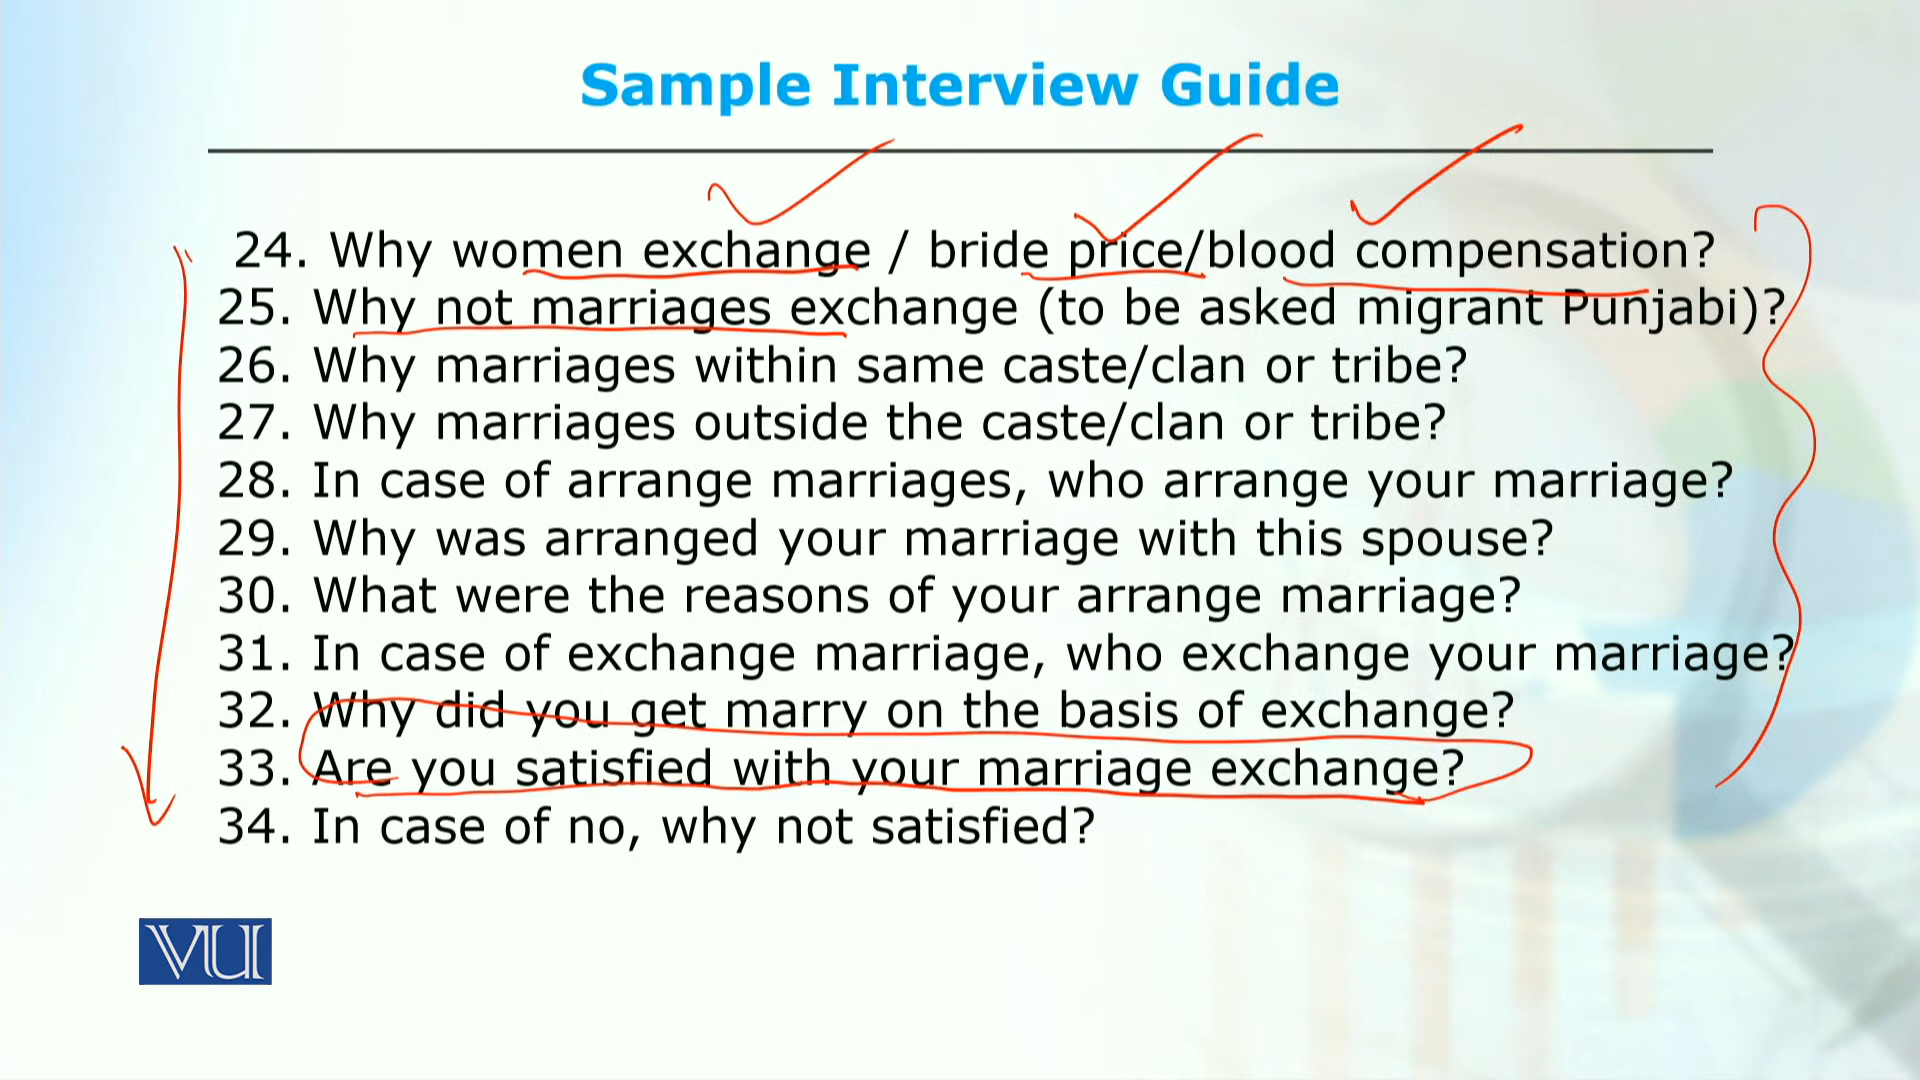 Sample Interview Guide
24. Why women exchange / bride price/blood compensation?
25. Why not marriages exchange (to be asked migrant Punjabi)?
26. Why marriages within same caste/clan or tribe?
27. Why marriages outside the caste/clan or tribe?
28. In case of arrange marriages, who arrange your marriage?
29. Why was arranged your marriage with this spouse?
30. What were the reasons of your arrange marriage?
31. In case of exchange marriage, who exchange your marriage?
32. Why did you get marry on the basis of exchange?
33. Are you satisfied with your marriage exchange?
34. In case of no, why not satisfied?
VU